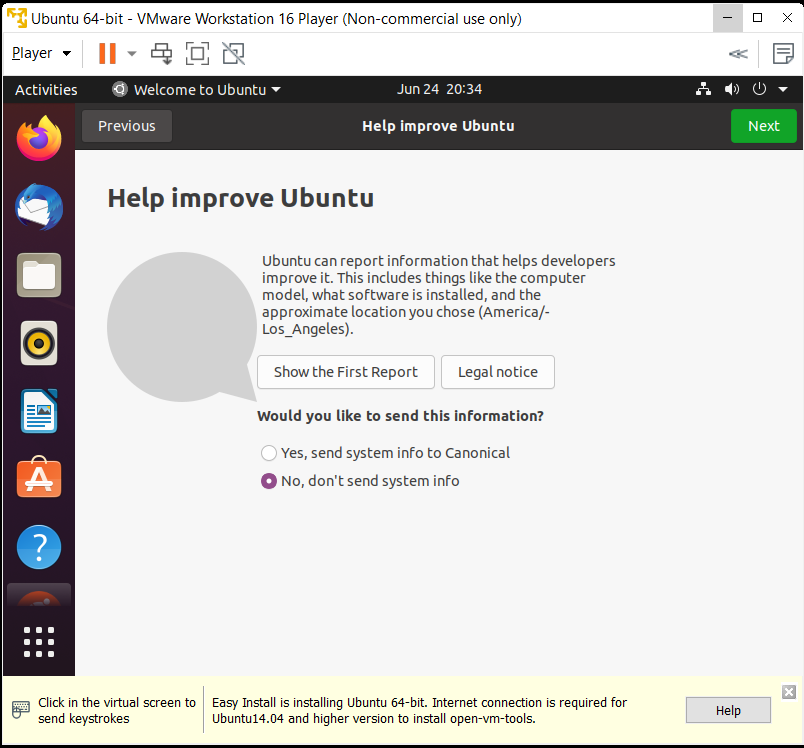 Ubuntu 64-bit - VMware Workstation 16 Player (Non-commercial use only)
Player
Activities
Welcome to Ubuntu
Jun 24 20:34
Previous
Help improve Ubuntu
Next
Help improve Ubuntu
Ubuntu can report information that helps developers
improve it. This includes things like the computer
model, what software is installed, and the
approximate location you chose (America/-
Los_Angeles).
Show the First Report
Legal notice
Would you like to send this information?
Yes, send system info to Canonical
No, don't send system info
Click in the virtual screen to
send keystrokes
Easy Install is installing Ubuntu 64-bit. Internet connection is required for
Ubuntu14.04 and higher version to install open-vm-tools.
Help